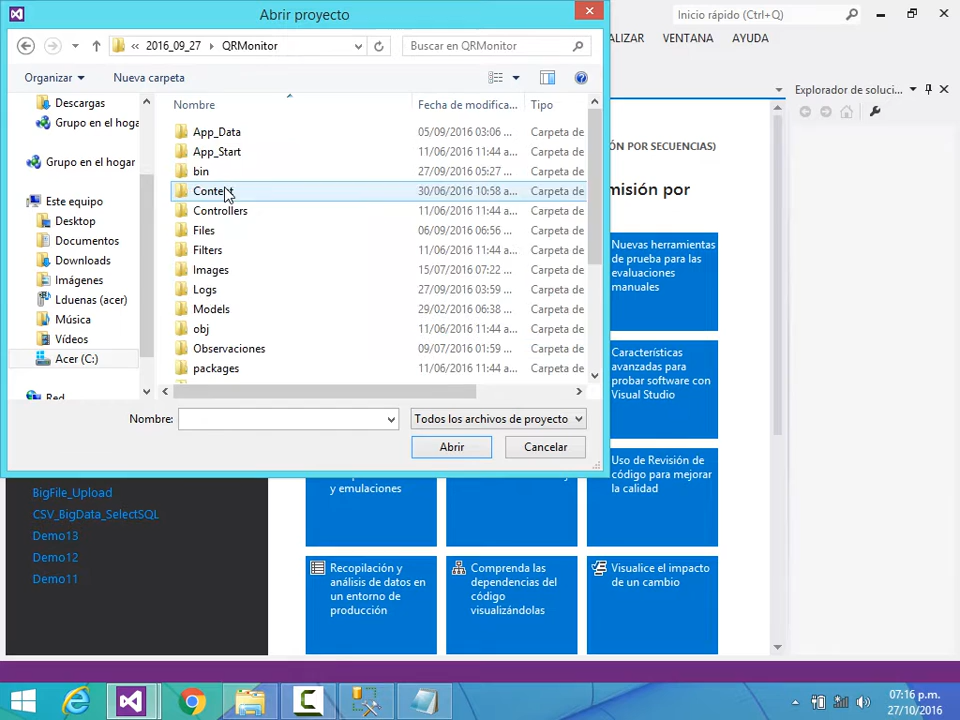 Abrir proyecto
Inicio rápido (Ctrl+Q)
ALIZAR VENTANA AYUDA
« 2016_09_27 QRMonitor
Buscar en QRMonitor
Organizar Nueva carpeta
Explorador de soluci...
Descargas
Grupo en el hoga
Grupo en el hogar
Este equipo
Desktop
Documentos
Downloads
Imágenes
Lduenas (acer)
Música
Vídeos
Acer (C:)
Red
Nombre Fecha de modifica... Tipo
App_Data 05/09/2016 03:06 ... Carpeta de
App_Start 11/06/2016 11:44 a... Carpeta de
bin 27/09/2016 05:27 ... Carpeta de
Content 30/06/2016 10:58 a... Carpeta de
Controllers 11/06/2016 11:44 a... Carpeta de
Files 06/09/2016 06:56 ... Carpeta de
Filters 11/06/2016 11:44 a... Carpeta de
Images 15/07/2016 07:22 ... Carpeta de
Logs 27/09/2016 03:59 ... Carpeta de
Models 29/02/2016 06:38 ... Carpeta de
obj 11/06/2016 11:44 a... Carpeta de
Observaciones 09/07/2016 01:59 ... Carpeta de
packages 11/06/2016 11:44 a... Carpeta de
Nombre:
Todos los archivos de proyecto
Abrir Cancelar
IÓN POR SECUENCIAS)
misión por
Nuevas herramientas
de prueba para las
evaluaciones
manuales
Características
avanzadas para
probar software con
Visual Studio
Uso de Revisión de
código para mejorar
la calidad
y emulaciones
BigFile_Upload
CSV_BigData_SelectSQL
Demo13
Demo12
Demo11
Recopilación y
análisis de datos en
un entorno de
producción
Comprenda las
dependencias del
código
visualizándolas
Visualice el impacto
de un cambio
07:16 p.m.
27/10/2016